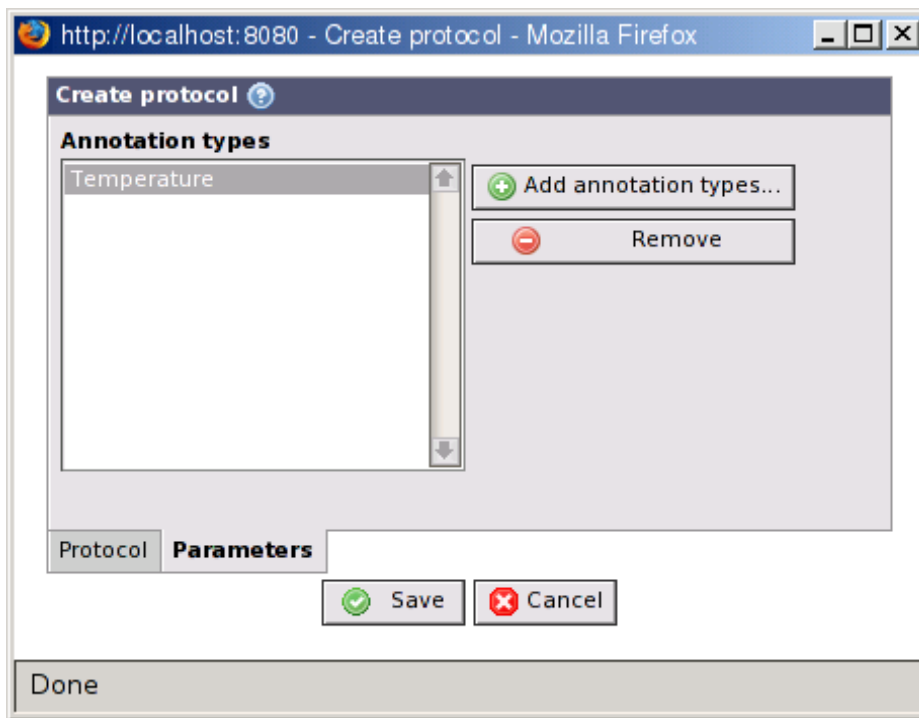 http://localhost:8080 - Create protocol - Mozilla Firefox
Create protocol ?
Annotation types
Temperature
Add annotation types...
Remove
Protocol Parameters
Save Cancel
Done